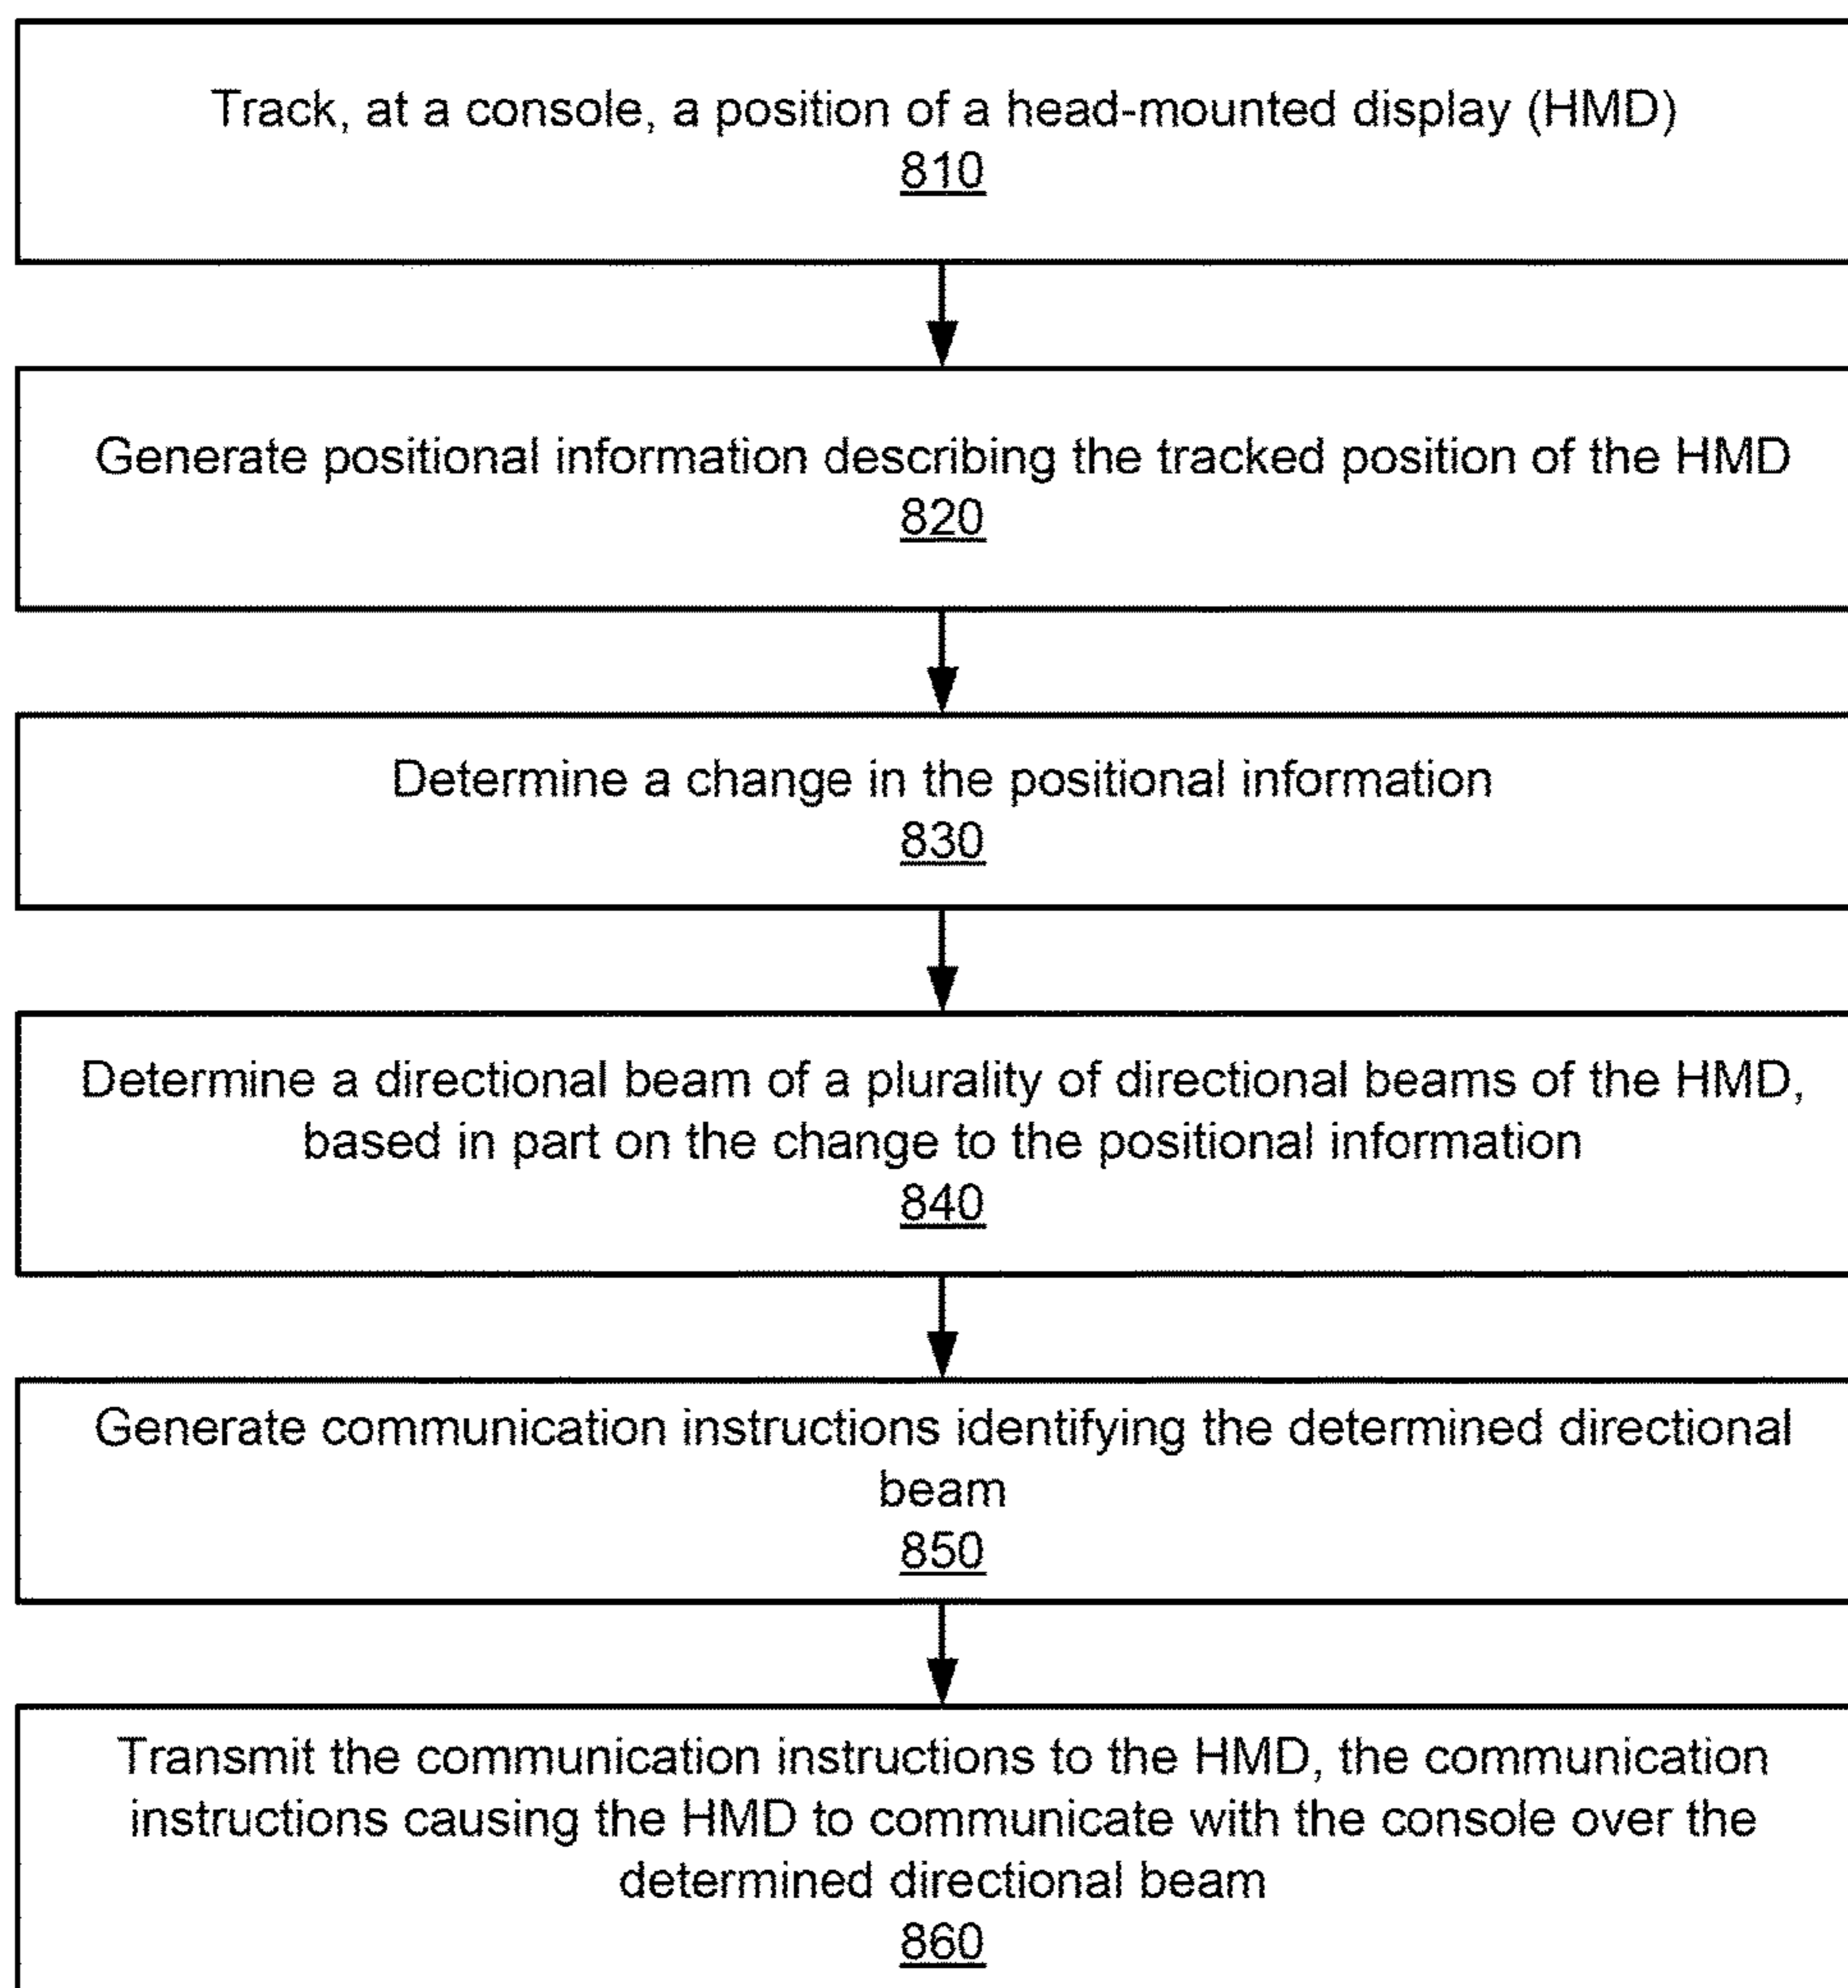 Track, at a console, a position of a head-mounted display (HMD)
810
Generate positional information describing the tracked position of the HMD
820
Determine a change in the positional information
830
Determine a directional beam of a plurality of directional beams of the HMD,
based in part on the change to the positional information
840
Generate communication instructions identifying the determined directional
beam
850
Transmit the communication instructions to the HMD, the communication
instructions causing the HMD to communicate with the console over the
determined directional beam
860